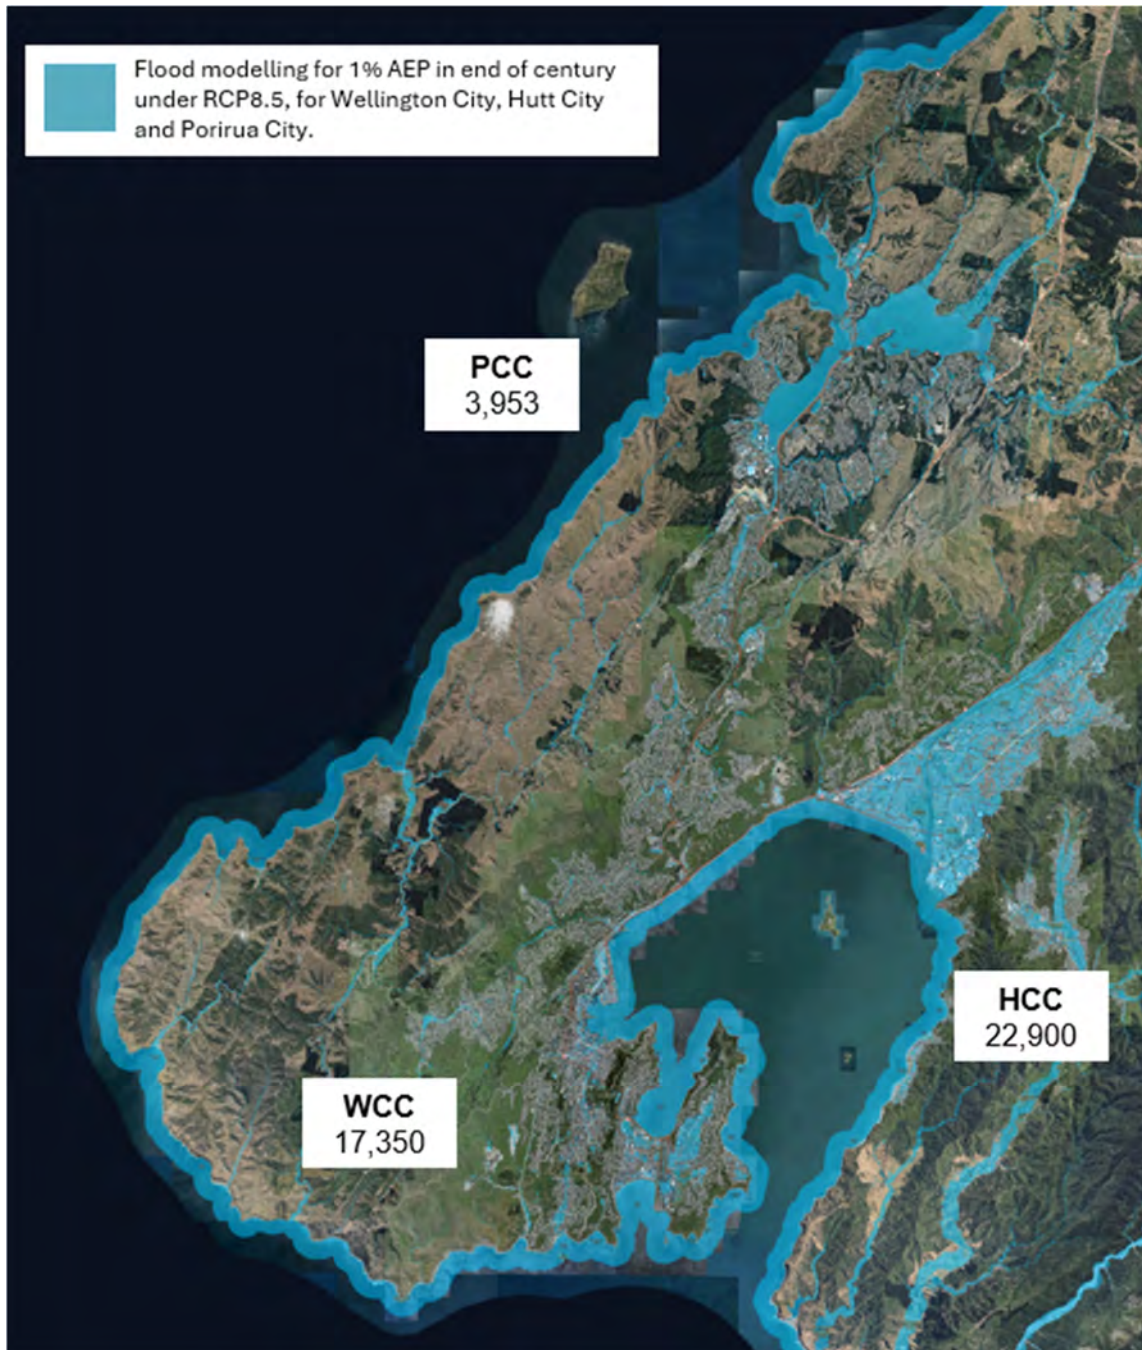 Flood modelling for 1% AEP in end of century
under RCP8.5, for Wellington City, Hutt City
and Porirua City.
PCC
3,953
HCC
22,900
WCC
17,350